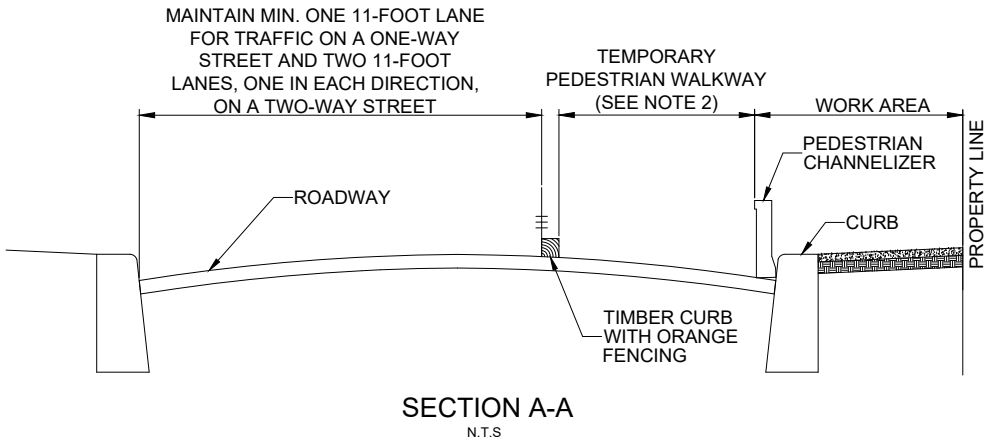 MAINTAIN MIN. ONE 11-FOOT LANE
FOR TRAFFIC ON A ONE-WAY
STREET AND TWO 11-FOOT
LANES, ONE IN EACH DIRECTION,
ON A TWO-WAY STREET
TEMPORARY
PEDESTRIAN WALKWAY
(SEE NOTE 2)
WORK AREA
PROPERTY LINE
PEDESTRIAN
CHANNELIZER
ROADWAY
CURB
TIMBER CURB
WITH ORANGE
FENCING
SECTION A-A
N.T.S